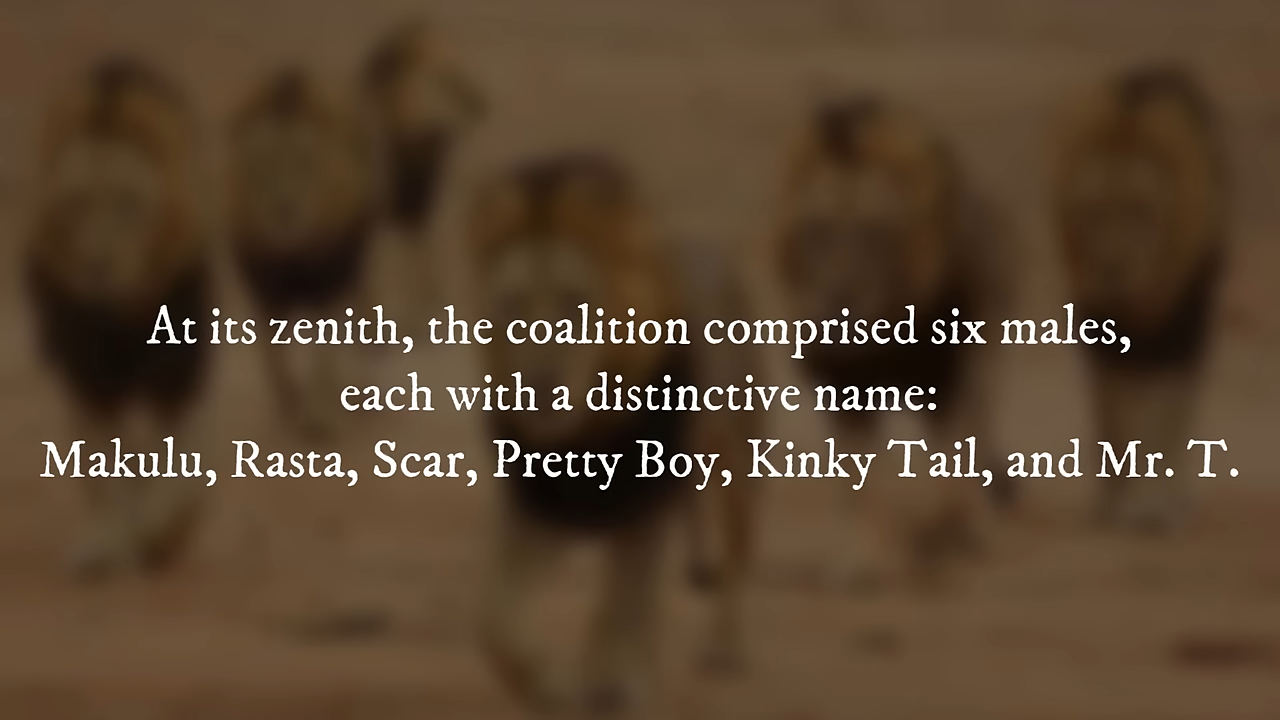 At its zenith, the coalition comprised six males,
each with a distinctive name:
Makulu, Rasta, Scar, Pretty Boy, Kinky Tail, and Mr. T.